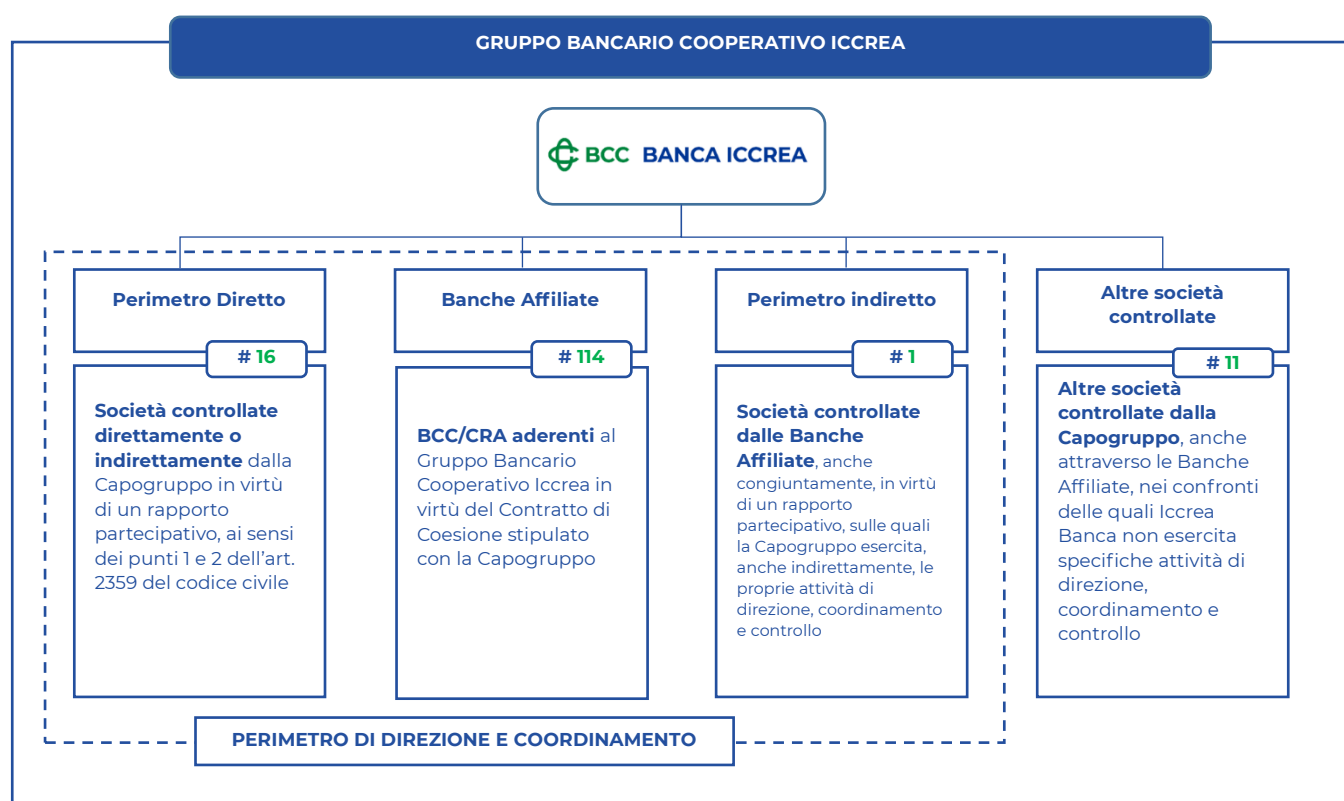 GRUPPO BANCARIO COOPERATIVO ICCREA
BCC BANCA ICCREA
Perimetro Diretto
# 16
Società controllate
direttamente o
indirettamente dalla
Capogruppo in virtù
di un rapporto
partecipativo, ai sensi
dei punti 1 e 2 dell'art.
2359 del codice civile
Banche Affiliate
# 114
BCC/CRA aderenti al
Gruppo Bancario
Cooperativo Iccrea in
virtù del Contratto di
Coesione stipulato
con la Capogruppo
Perimetro indiretto
# 1
Società controllate
dalle Banche
Affiliate, anche
congiuntamente, in virtù
di un rapporto
partecipativo, sulle quali
la Capogruppo esercita,
anche indirettamente, le
proprie attività di
direzione, coordinamento
e controllo
Altre società
controllate
# 11
Altre società
controllate dalla
Capogruppo, anche
attraverso le Banche
Affiliate, nei confronti
delle quali Iccrea
Banca non esercita
specifiche attività di
direzione,
coordinamento e
controllo
PERIMETRO DI DIREZIONE E COORDINAMENTO